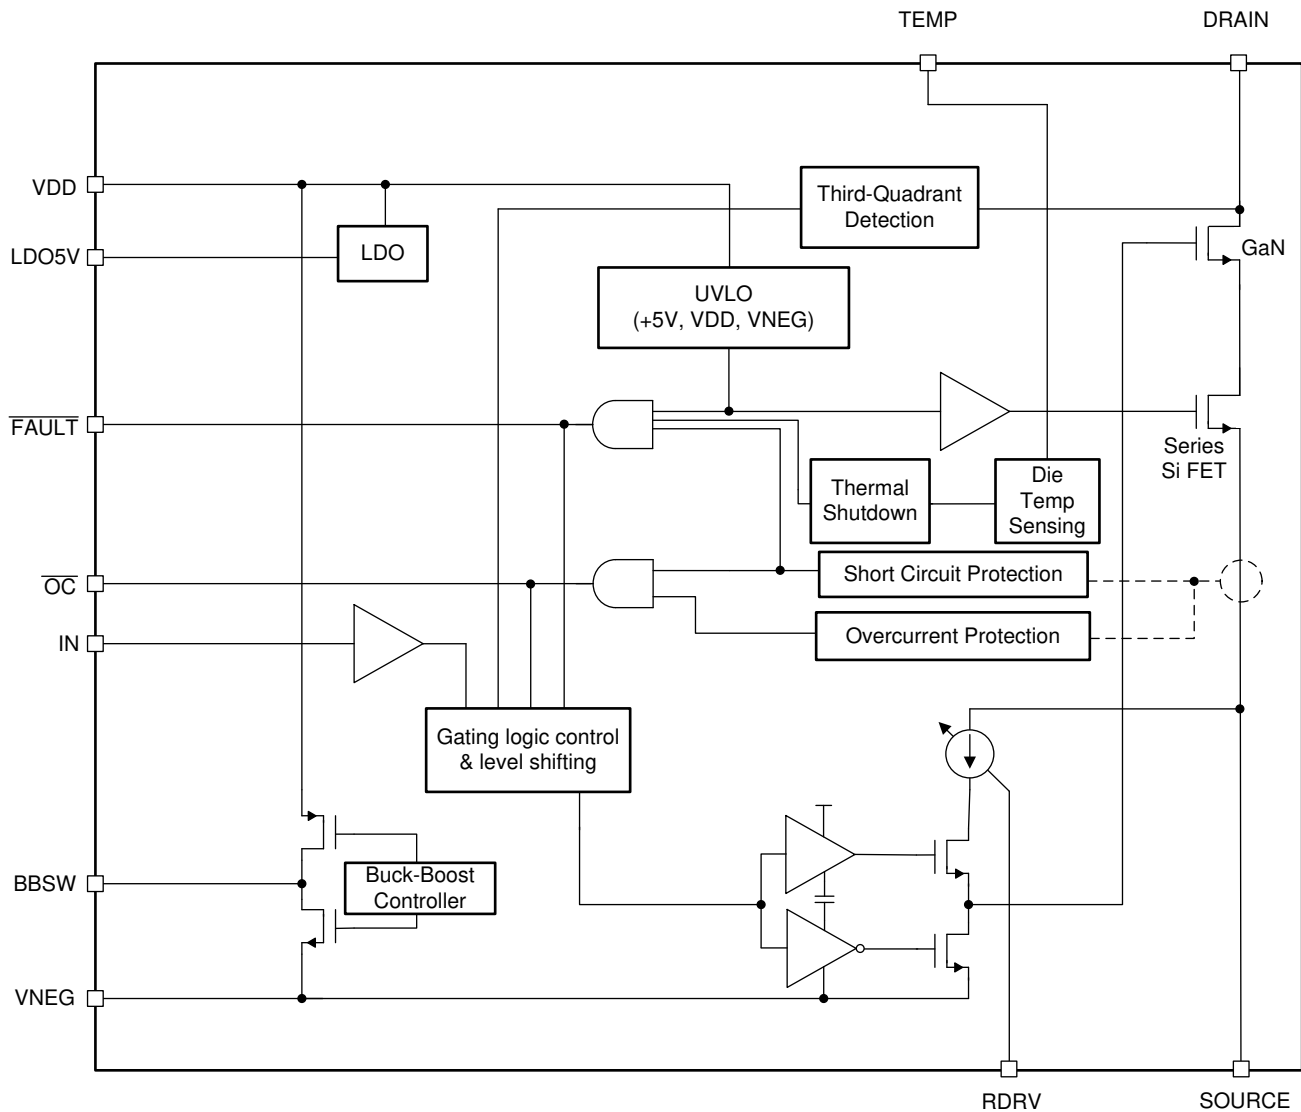 TEMP
DRAIN
VDD
Third-Quadrant
Detection
LDO5V
LDO
GaN
UVLO
(+5V, VDD, VNEG)
FAULT
Series
Si FET
Thermal
Shutdown
Die
Temp
Sensing
OC
Short Circuit Protection
IN
Overcurrent Protection
Gating logic control
& level shifting
BBSW
Buck-Boost
Controller
VNEG
RDRV
SOURCE